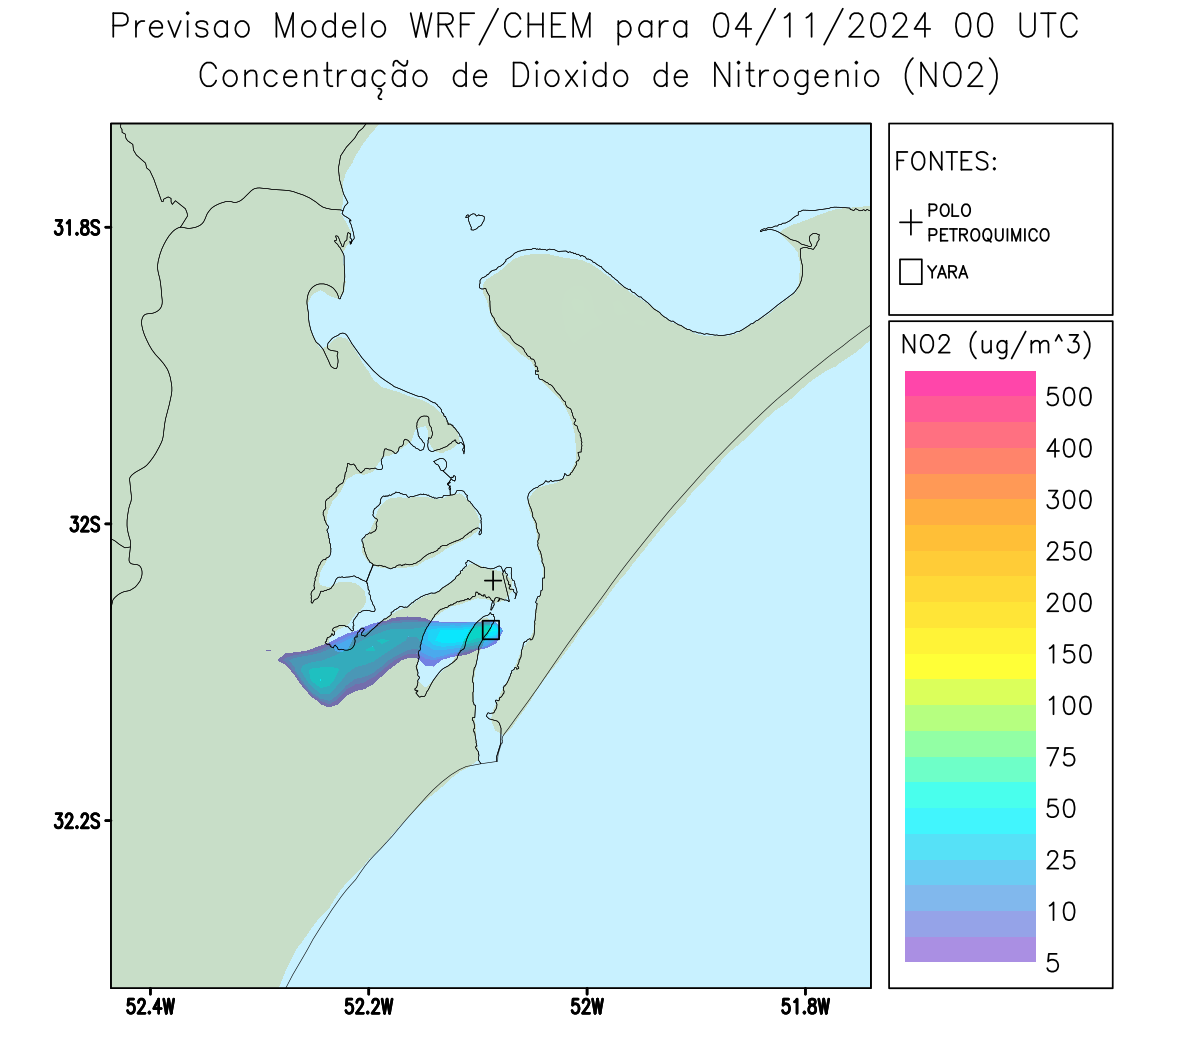 Previsao Modelo WRF/CHEM para 04/11/2024 00 UTC
Concentração de Dioxido de Nitrogenio (NO2)
FONTES:
POLO
PETROQUIMICO
YARA
NO2 (ug/m^3)
500
400
300
250
200
150
100
75
50
25
10
5
31.8S
32S
32.2S
52.4W
52.2W
52W
51.8W